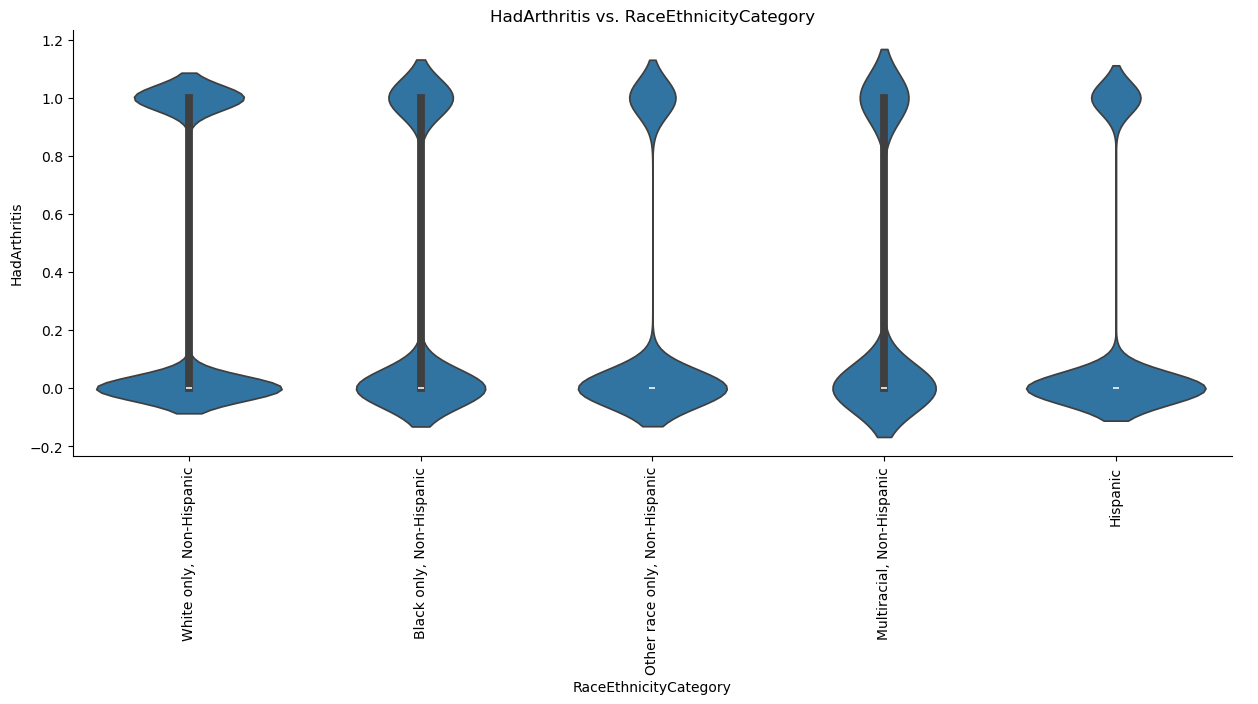 HadArthritis vs. RaceEthnicityCategory
1.2
1.0
0.8
0.6
0.4
0.2
0.0
−0.2
HadArthritis
White only, Non-Hispanic
Black only, Non-Hispanic
Other race only, Non-Hispanic
Multiracial, Non-Hispanic
Hispanic
RaceEthnicityCategory